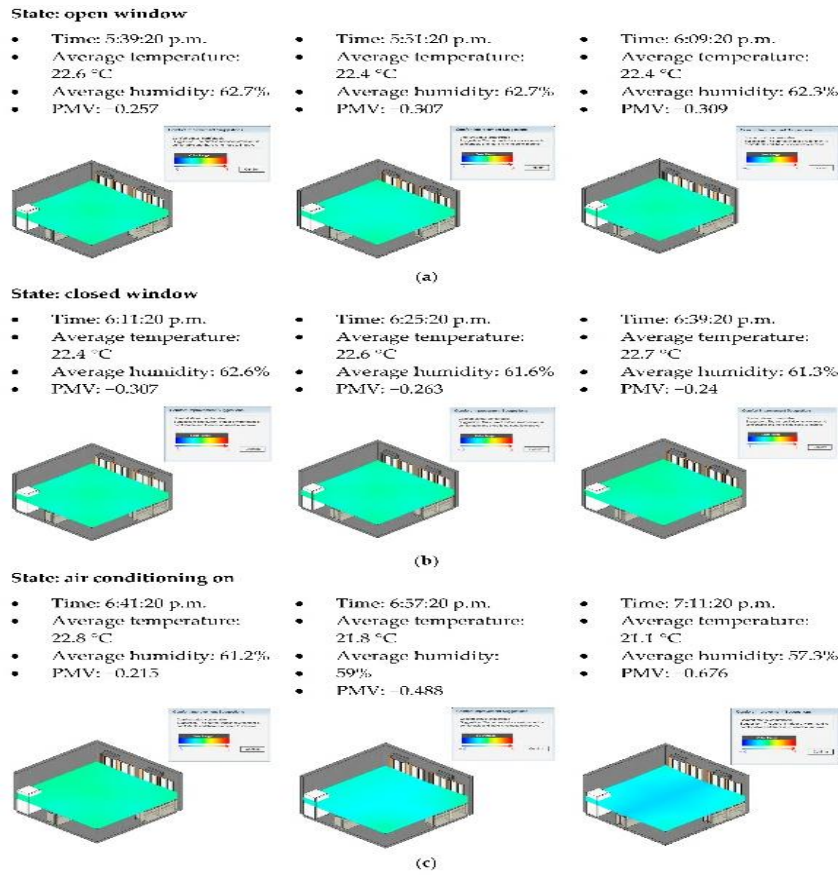 State: open window
• Time: 5:39:20 p.m.
• Average temperature:
22.6 °C
• Average humidity: 62.7%
• PMV: −0.257
• Time: 5:51:20 p.m.
• Average temperature:
22.4 °C
• Average humidity: 62.7%
• PMV: −0.307
• Time: 6:09:20 p.m.
• Average temperature:
22.4 °C
• Average humidity: 62.3%
• PMV: −0.309
(a)
State: closed window
• Time: 6:11:20 p.m.
• Average temperature:
22.4 °C
• Average humidity: 62.6%
• PMV: −0.307
• Time: 6:25:20 p.m.
• Average temperature:
22.6 °C
• Average humidity: 61.6%
• PMV: −0.263
• Time: 6:39:20 p.m.
• Average temperature:
22.7 °C
• Average humidity: 61.3%
• PMV: −0.24
(b)
State: air conditioning on
• Time: 6:41:20 p.m.
• Average temperature:
22.8 °C
• Average humidity: 61.2%
• PMV: −0.215
• Time: 6:57:20 p.m.
• Average temperature:
21.8 °C
• Average humidity:
• 59%
• PMV: −0.488
• Time: 7:11:20 p.m.
• Average temperature:
21.1 °C
• Average humidity: 57.3%
• PMV: −0.676
(c)